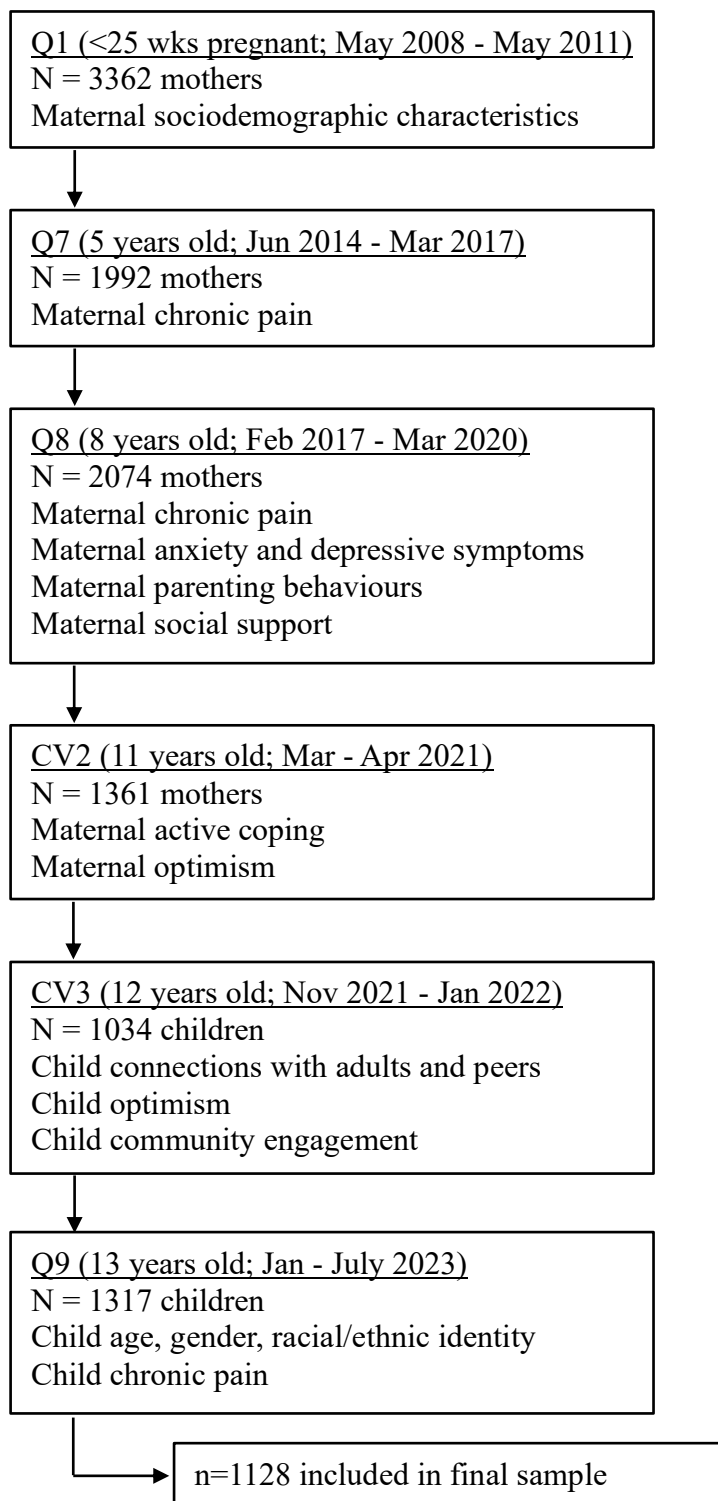 Q1 (<25 wks pregnant; May 2008 - May 2011)
N = 3362 mothers
Maternal sociodemographic characteristics
Q7 (5 years old; Jun 2014 - Mar 2017)
N = 1992 mothers
Maternal chronic pain
Q8 (8 years old; Feb 2017 - Mar 2020)
N = 2074 mothers
Maternal chronic pain
Maternal anxiety and depressive symptoms
Maternal parenting behaviours
Maternal social support
CV2 (11 years old; Mar - Apr 2021)
N = 1361 mothers
Maternal active coping
Maternal optimism
CV3 (12 years old; Nov 2021 - Jan 2022)
N = 1034 children
Child connections with adults and peers
Child optimism
Child community engagement
Q9 (13 years old; Jan - July 2023)
N = 1317 children
Child age, gender, racial/ethnic identity
Child chronic pain
n=1128 included in final sample